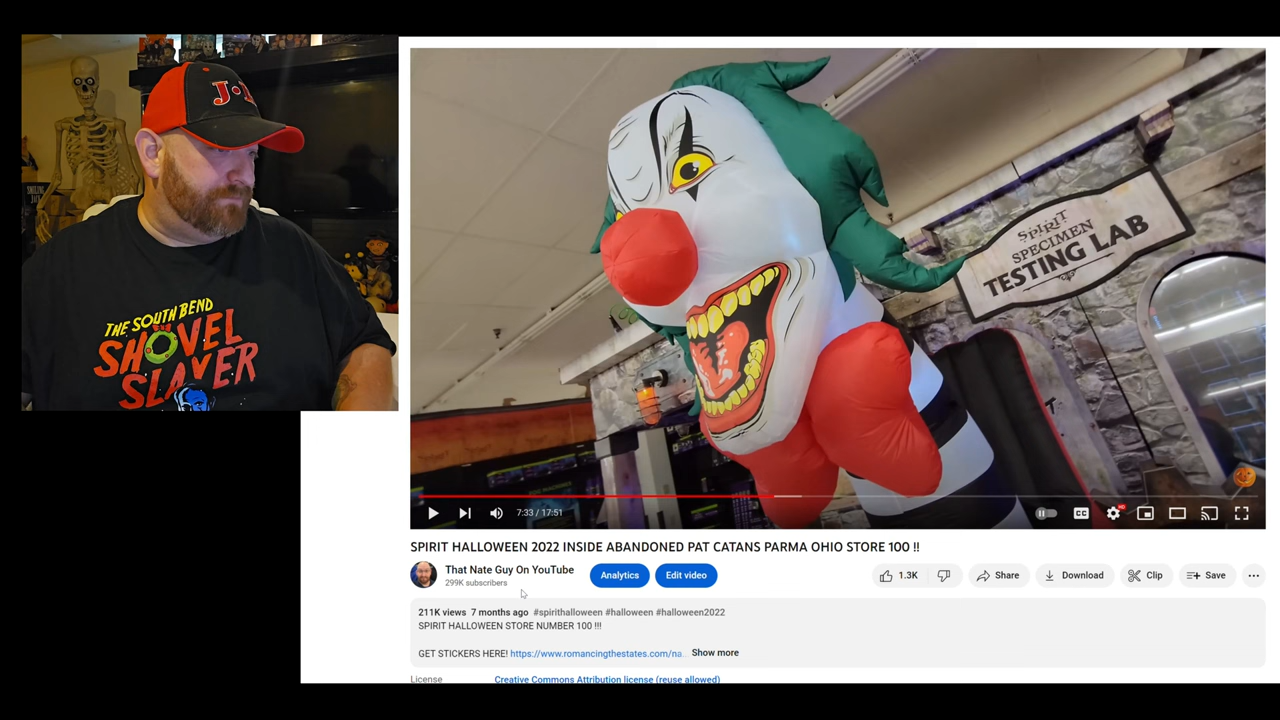 THE SOUTH BEND
SHOVEL
SLAYER
SPIRIT
SPECIMEN
TESTING LAB
7:33 / 17:51
CC
HD
SPIRIT HALLOWEEN 2022 INSIDE ABANDONED PAT CATANS PARMA OHIO STORE 100 !!
That Nate Guy On YouTube
299K subscribers
Analytics
Edit video
1.3K
Share
Download
Clip
Save
211K views 7 months ago #spirithalloween #halloween #halloween2022
SPIRIT HALLOWEEN STORE NUMBER 100 !!!
GET STICKERS HERE! https://www.romancingthestates.com/na... Show more
License Creative Commons Attribution license (reuse allowed)